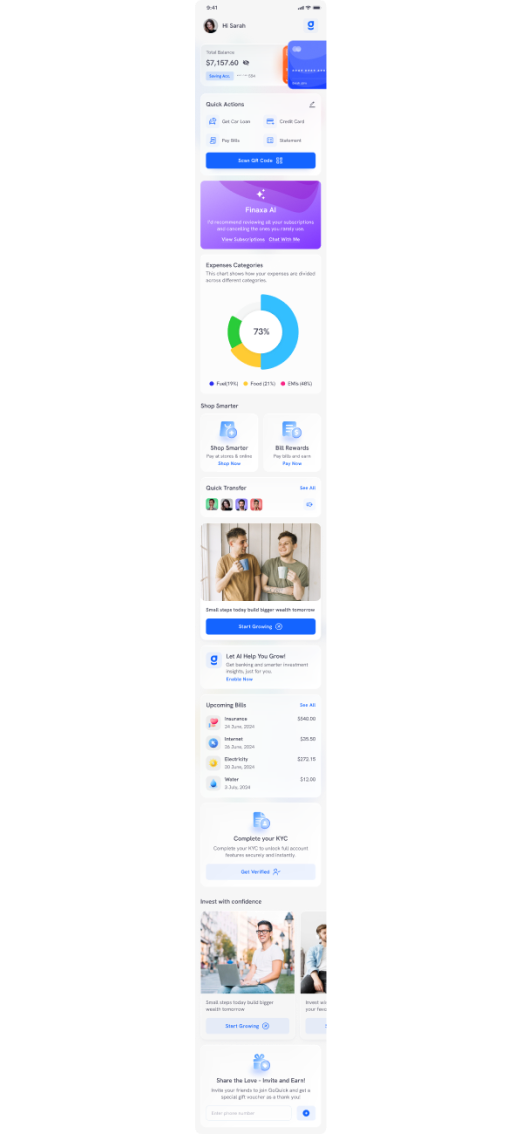 9:41
Hi Sarah
Total Balance
$7,157.60
Saving Acc.
Quick Actions
Get Car Loan
Credit Card
Pay Bills
Statement
Scan QR Code
Finaxa AI
I'd recommend reviewing all your subscriptions
and canceling the ones you rarely use.
View Subscriptions Chat With Me
Expenses Categories
This chart shows how your expenses are divided
across different categories.
73%
Fuel(19%)
Food (21%)
EMIs (48%)
Shop Smarter
Shop Smarter
Pay at stores & online
Shop Now
Bill Rewards
Pay bills and earn
Pay Now
Quick Transfer
See All
Small steps today build bigger wealth tomorrow
Start Growing
Let AI Help You Grow!
Get banking and smarter investment
insights, just for you.
Enable Now
Upcoming Bills
See All
Insurance
$340.00
24 June, 2024
Internet
$35.50
26 June, 2024
Electricity
$272.15
30 June, 2024
Water
$12.00
2 July, 2024
Complete your KYC
Complete your KYC to unlock full account
features securely and instantly
Get Verified
Invest with confidence
Small steps today build bigger
wealth tomorrow
Start Growing
Invest
your
Share the Love - Invite and Earn!
Invite your friends to join GoQuick and get a
special gift voucher as a thank you!
Enter phone number